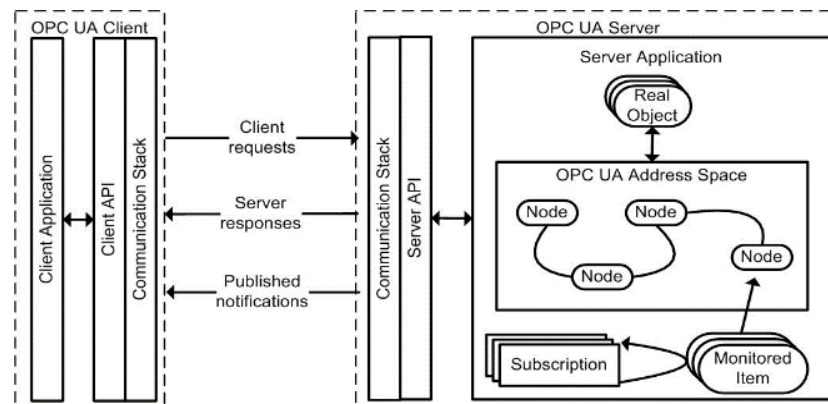 OPC UA Client
Client Application
Client API
Communication Stack
Client
requests
Server
responses
Published
notifications
OPC UA Server
Communication Stack
Server API
Server Application
Real
Object
OPC UA Address Space
Node
Node
Node
Node
Subscription
Monitored
Item